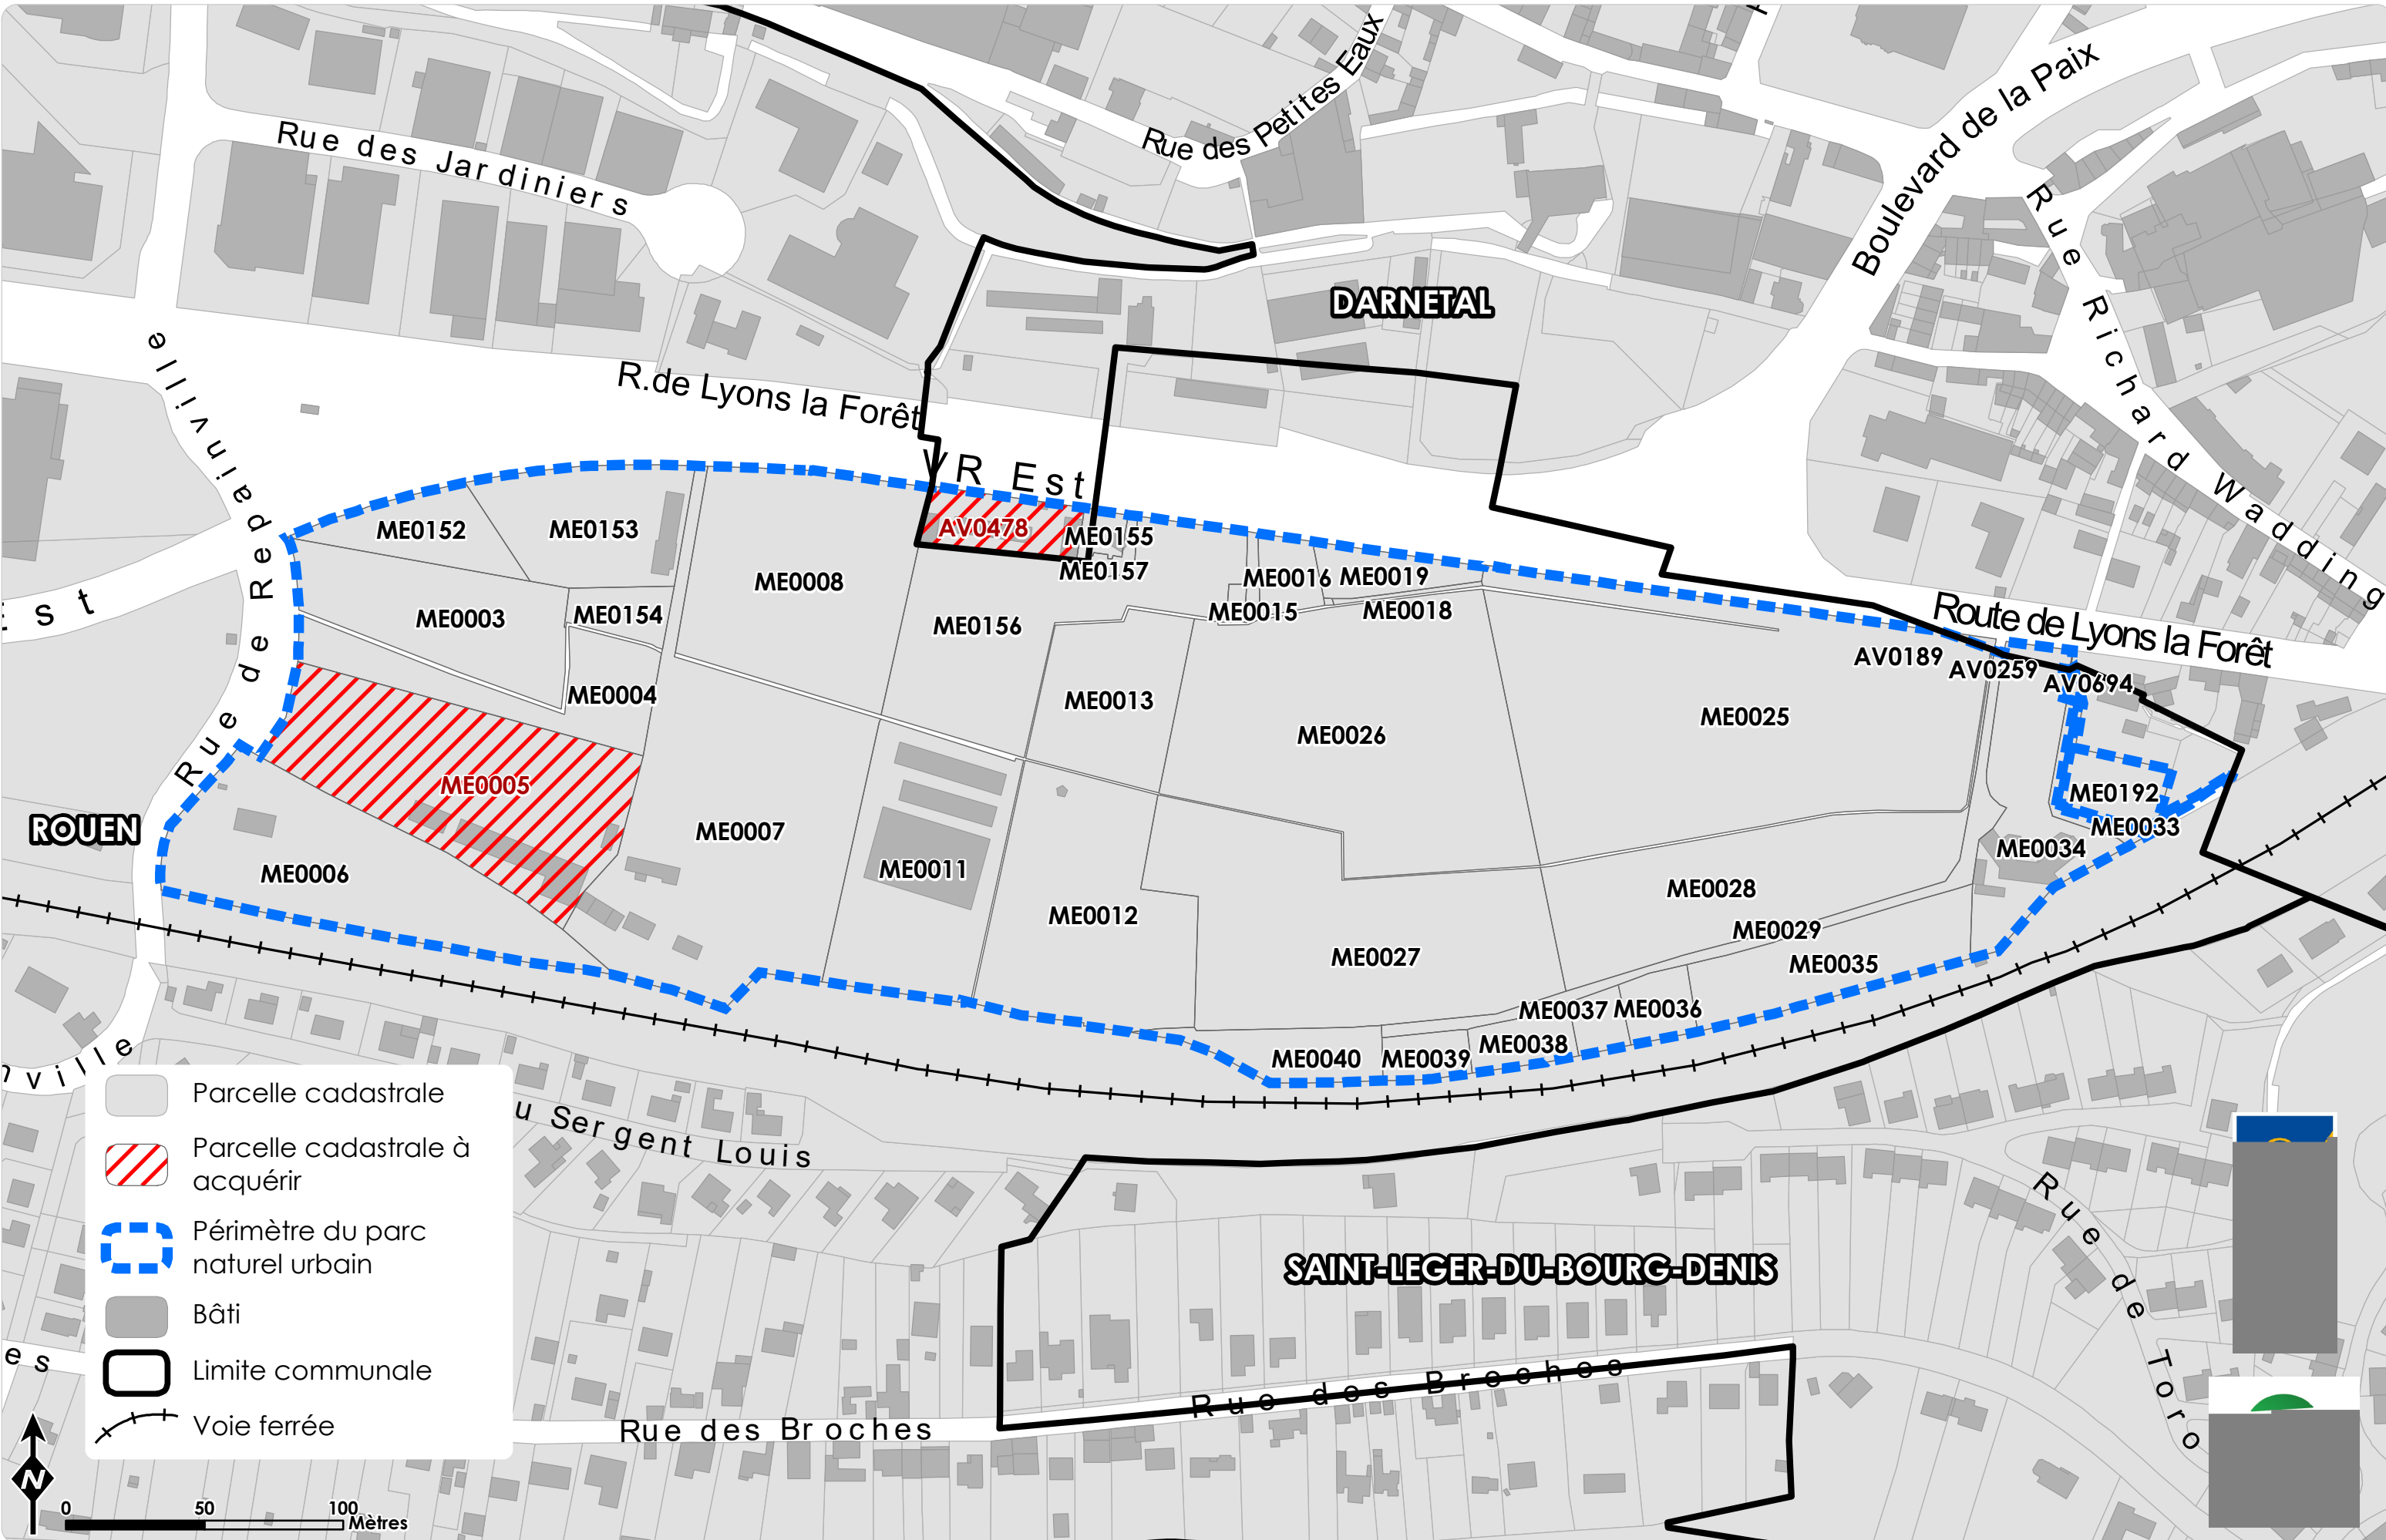 Rue des Petites Eaux
Boulevard de la Paix
Rue des Jardiniers
Rue Richard Wadding
DARNETAL
R.de Lyons la Forêt
VR Est
Rue de Repainville
Est
AV0478
ME0152
ME0153
ME0155
ME0157
ME0008
ME0016
ME0019
ME0015
ME0018
ME0003
ME0154
ME0156
Route de Lyons la Forêt
AV0189
AV0259
AV0694
ME0004
ME0013
ME0026
ME0025
ME0005
ME0192
ME0033
ROUEN
ME0007
ME0034
ME0006
ME0011
ME0028
ME0012
ME0029
ME0027
ME0035
ME0037
ME0036
ME0038
ME0040
ME0039
nville
u Sergent Louis
SAINT-LEGER-DU-BOURG-DENIS
Rue de Toro
Rue des Broches
Rue des Broches
es
Parcelle cadastrale
Parcelle cadastrale à
acquérir
Périmètre du parc
naturel urbain
Bâti
Limite communale
Voie ferrée
N
0 50 100
Mètres